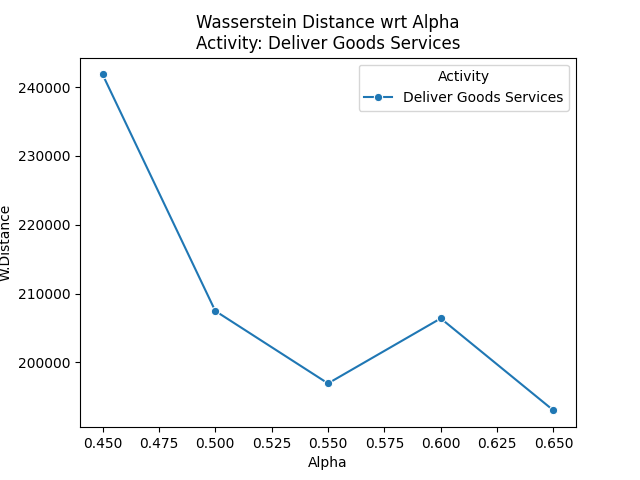 Wasserstein Distance wrt Alpha
Activity: Deliver Goods Services
Activity
Deliver Goods Services
W.Distance
240000
230000
220000
210000
200000
0.450 0.475 0.500 0.525 0.550 0.575 0.600 0.625 0.650
Alpha